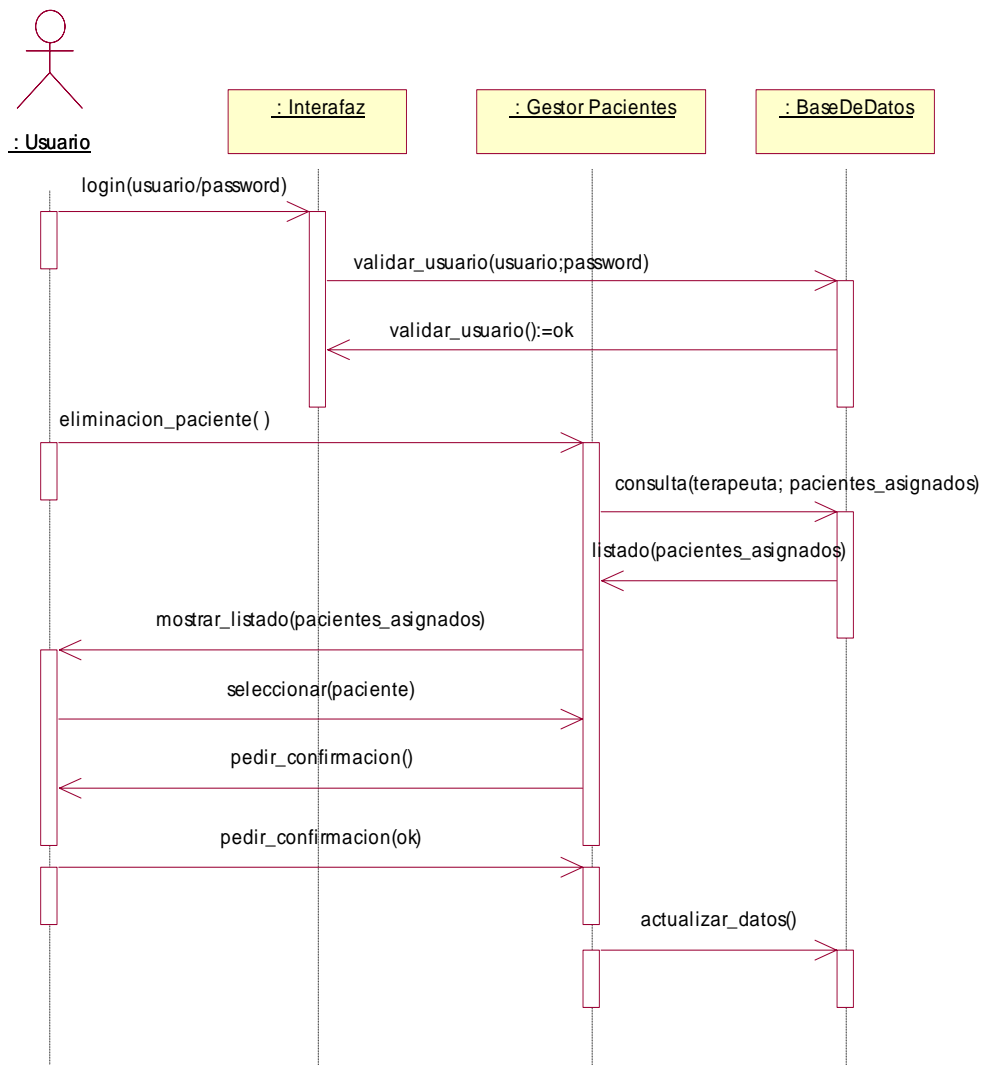 : Interafaz
: Gestor Pacientes
: BaseDeDatos
: Usuario
login(usuario/password)
validar_usuario(usuario;password)
validar_usuario():=ok
eliminacion_paciente( )
consulta(terapeuta; pacientes_asignados)
listado(pacientes_asignados)
mostrar_listado(pacientes_asignados)
seleccionar(paciente)
pedir_confirmacion()
pedir_confirmacion(ok)
actualizar_datos()